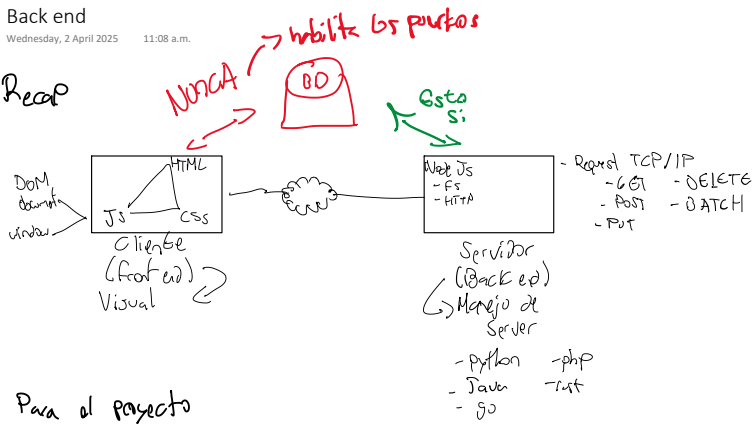 Back end
Wednesday, 2 April 2025 11:08 a.m.
Recap
NUNCA
habilita los puertos
BD
Esto
si
HTML
JS
CSS
DOM
document
window
Cliente
(front end)
Visual
Node Js
- FS
- HTTP
Servidor
(Back end)
Manejo de
Server
- python
- php
- Java
- rust
- go
- Request TCP/IP
- GET
- DELETE
- POST
- PATCH
- PUT
Para el proyecto